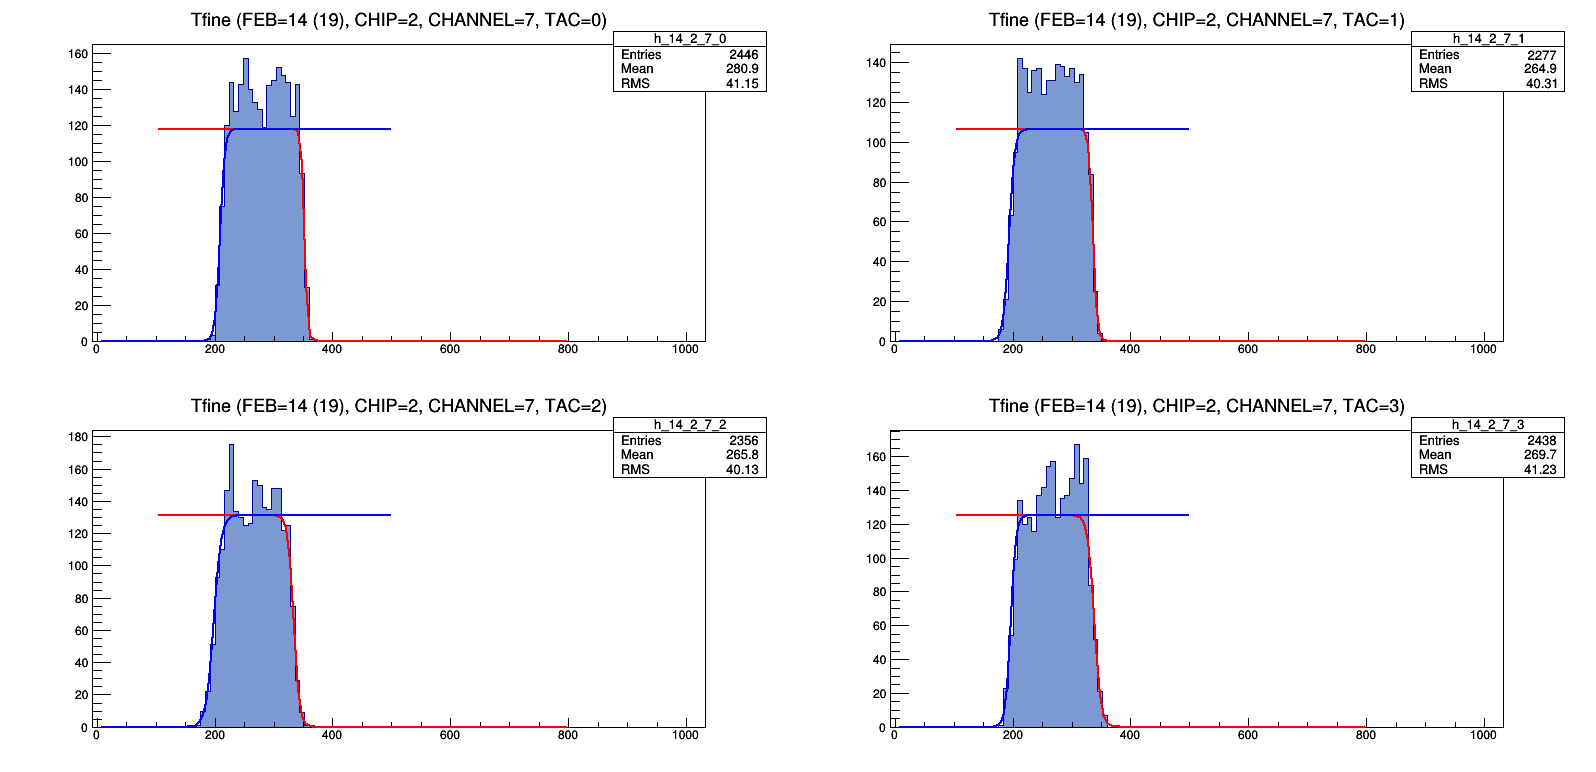 Tfine (FEB=14 (19), CHIP=2, CHANNEL=7, TAC=0)
h_14_2_7_0
Entries 2446
Mean 280.9
RMS 41.15
160
140
120
100
80
60
40
20
0
0 200 400 600 800 1000
Tfine (FEB=14 (19), CHIP=2, CHANNEL=7, TAC=1)
h_14_2_7_1
Entries 2277
Mean 264.9
RMS 40.31
140
120
100
80
60
40
20
0
0 200 400 600 800 1000
Tfine (FEB=14 (19), CHIP=2, CHANNEL=7, TAC=2)
h_14_2_7_2
Entries 2356
Mean 265.8
RMS 40.13
180
160
140
120
100
80
60
40
20
0
0 200 400 600 800 1000
Tfine (FEB=14 (19), CHIP=2, CHANNEL=7, TAC=3)
h_14_2_7_3
Entries 2438
Mean 269.7
RMS 41.23
160
140
120
100
80
60
40
20
0
0 200 400 600 800 1000